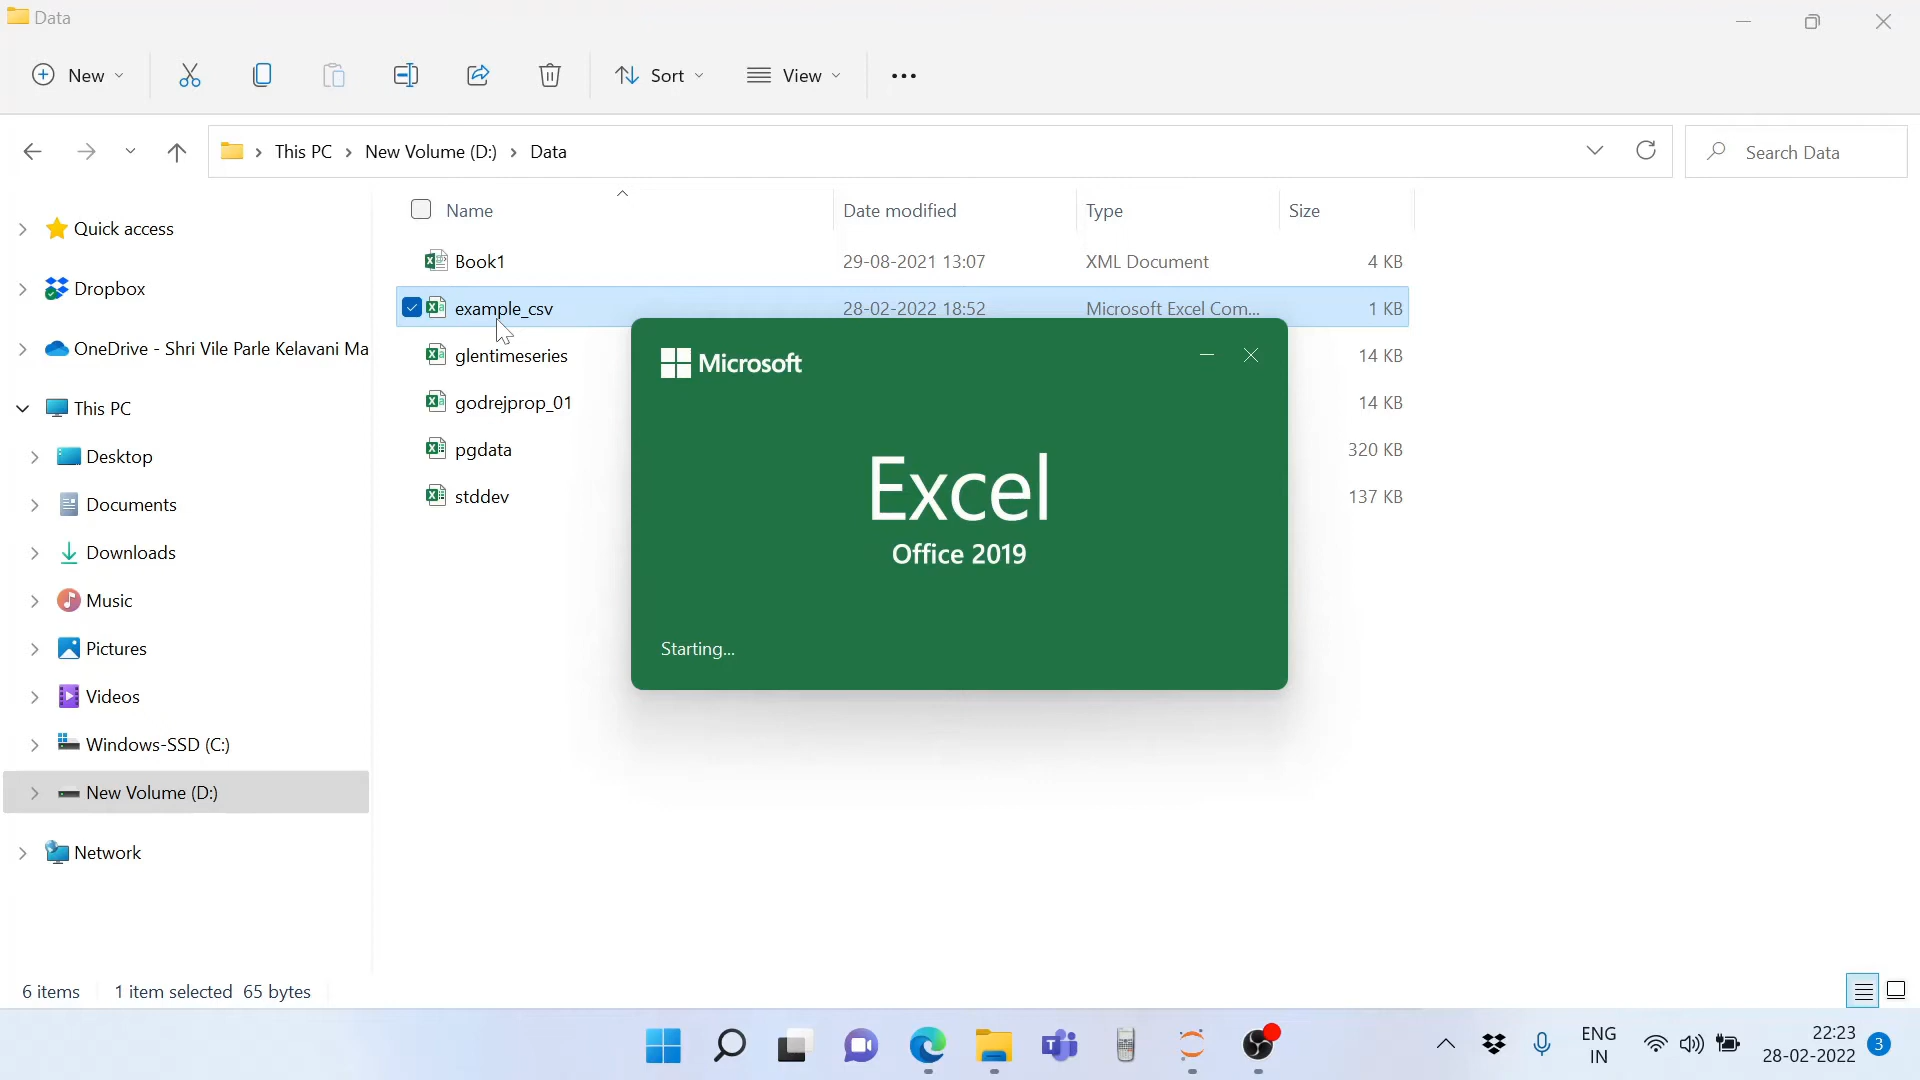 Data
New
Sort
View
This PC
New Volume (D:)
Data
Search Data
Name
Date modified
Type
Size
Quick access
Dropbox
OneDrive - Shri Vile Parle Kelavani Ma
This PC
Desktop
Documents
Downloads
Music
Pictures
Videos
Windows-SSD (C:)
New Volume (D:)
Network
Book1 29-08-2021 13:07 XML Document 4 KB
example_csv 28-02-2022 18:52 Microsoft Excel Com... 1 KB
glentimeseries 14 KB
godrejprop_01 14 KB
pgdata 320 KB
stddev 137 KB
Microsoft
Excel
Office 2019
Starting...
6 items 1 item selected 65 bytes
ENG
IN
22:23
28-02-2022
3